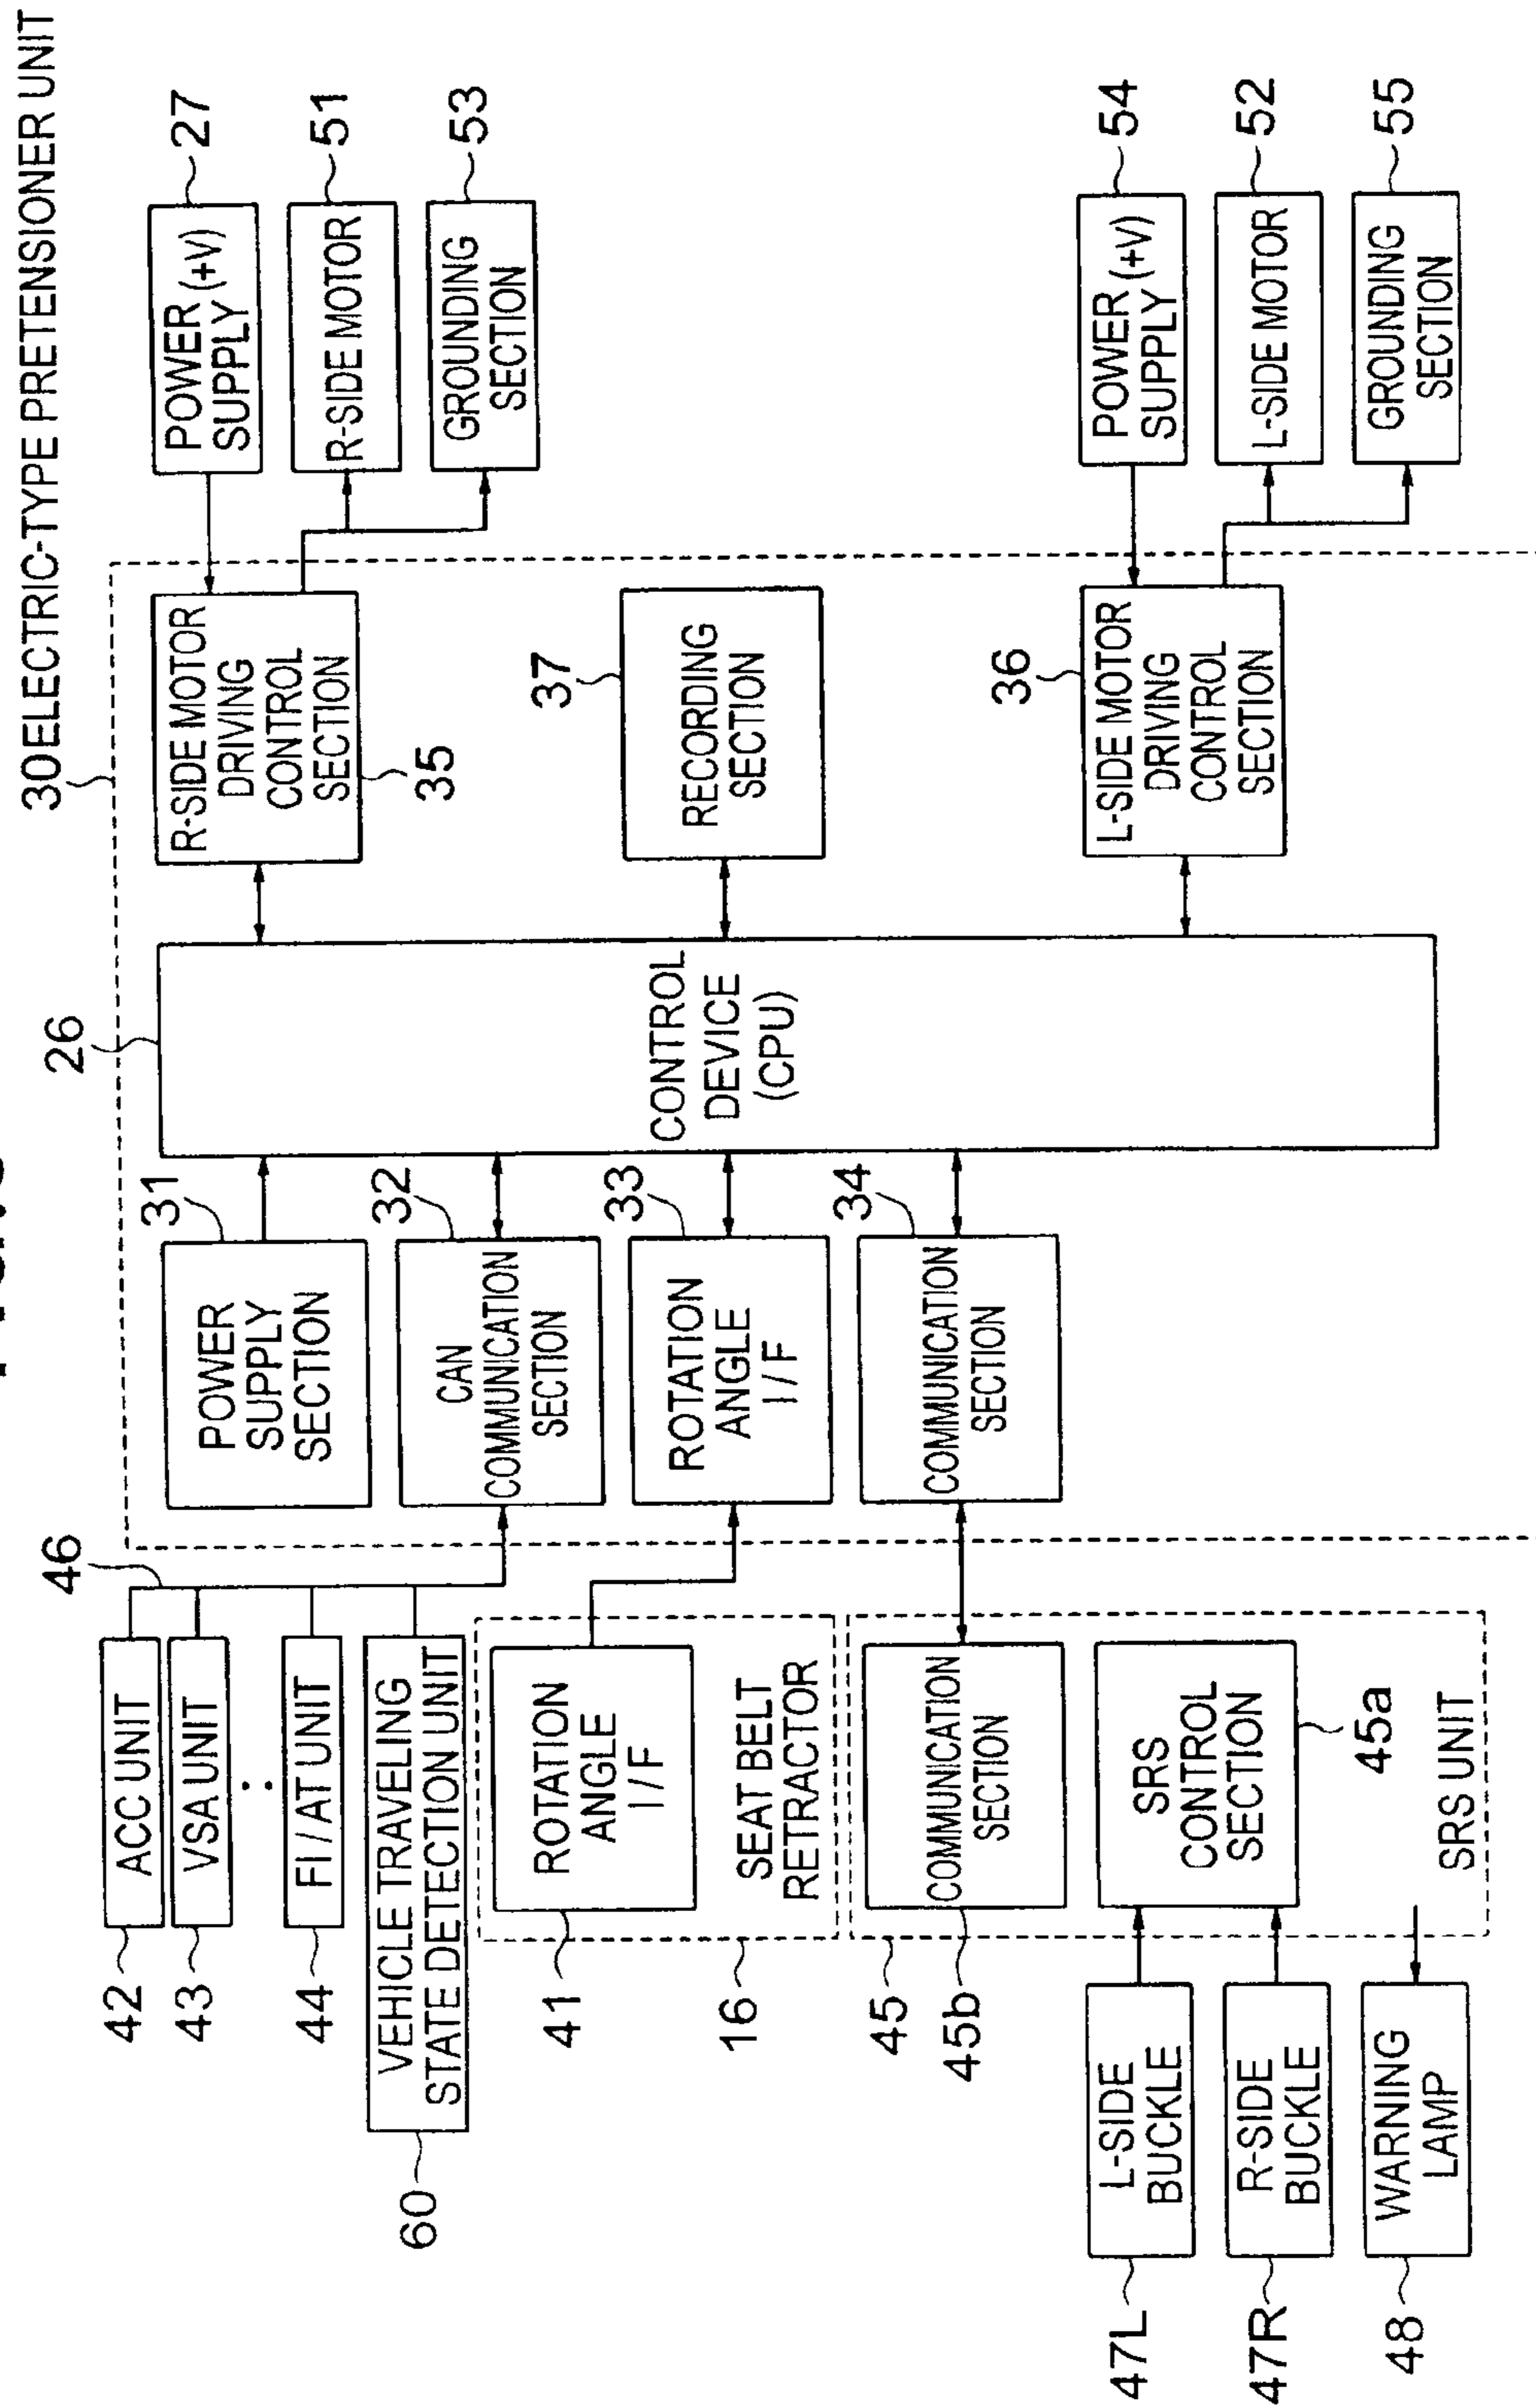 30 ELECTRIC-TYPE PRETENSIONER UNIT
46
42
ACC UNIT
43
VSA UNIT
44
FI / AT UNIT
60
VEHICLE TRAVELING
STATE DETECTION UNIT
41
ROTATION
ANGLE
I / F
16
SEAT BELT
RETRACTOR
45
45b
COMMUNICATION
SECTION
SRS
CONTROL
SECTION
45a
SRS UNIT
47L
L-SIDE
BUCKLE
47R
R-SIDE
BUCKLE
48
WARNING
LAMP
31
POWER
SUPPLY
SECTION
32
CAN
COMMUNICATION
SECTION
33
ROTATION
ANGLE
I / F
34
COMMUNICATION
SECTION
26
CONTROL
DEVICE
(CPU)
R-SIDE MOTOR
DRIVING
CONTROL
SECTION
35
37
RECORDING
SECTION
36
L-SIDE MOTOR
DRIVING
CONTROL
SECTION
POWER
SUPPLY (+V)
27
R-SIDE MOTOR
51
GROUNDING
SECTION
53
POWER
SUPPLY (+V)
54
L-SIDE MOTOR
52
GROUNDING
SECTION
55